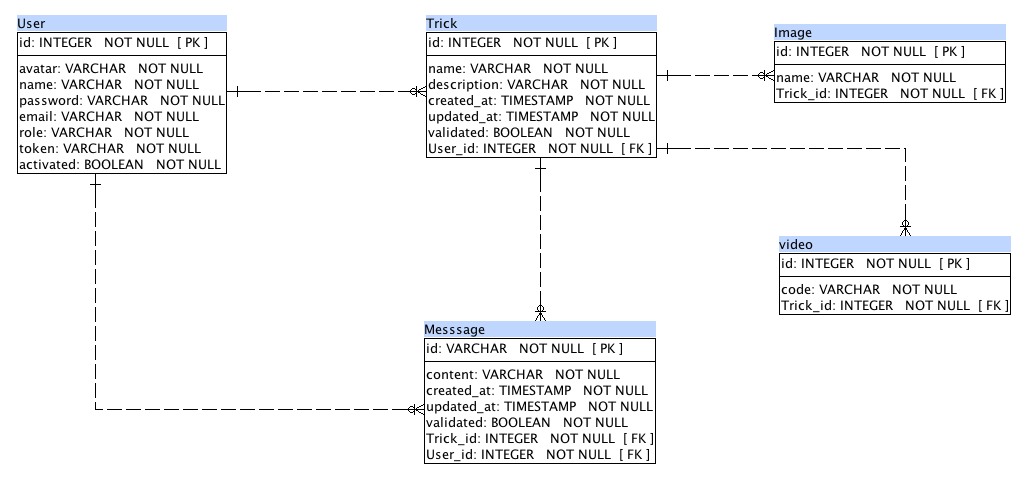 User
id: INTEGER NOT NULL [ PK ]
avatar: VARCHAR NOT NULL
name: VARCHAR NOT NULL
password: VARCHAR NOT NULL
email: VARCHAR NOT NULL
role: VARCHAR NOT NULL
token: VARCHAR NOT NULL
activated: BOOLEAN NOT NULL
Trick
id: INTEGER NOT NULL [ PK ]
name: VARCHAR NOT NULL
description: VARCHAR NOT NULL
created_at: TIMESTAMP NOT NULL
updated_at: TIMESTAMP NOT NULL
validated: BOOLEAN NOT NULL
User_id: INTEGER NOT NULL [ FK ]
Image
id: INTEGER NOT NULL [ PK ]
name: VARCHAR NOT NULL
Trick_id: INTEGER NOT NULL [ FK ]
video
id: INTEGER NOT NULL [ PK ]
code: VARCHAR NOT NULL
Trick_id: INTEGER NOT NULL [ FK ]
Messsage
id: VARCHAR NOT NULL [ PK ]
content: VARCHAR NOT NULL
created_at: TIMESTAMP NOT NULL
updated_at: TIMESTAMP NOT NULL
validated: BOOLEAN NOT NULL
Trick_id: INTEGER NOT NULL [ FK ]
User_id: INTEGER NOT NULL [ FK ]